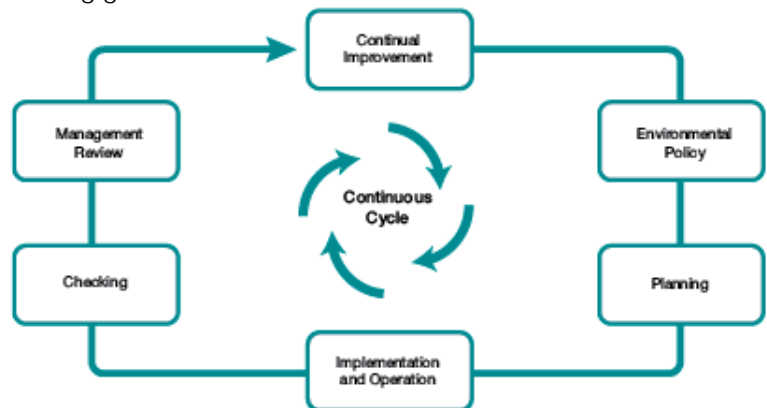 Continual
Improvement
Management
Review
Environmental
Policy
Continuous
Cycle
Checking
Planning
Implementation
and Operation